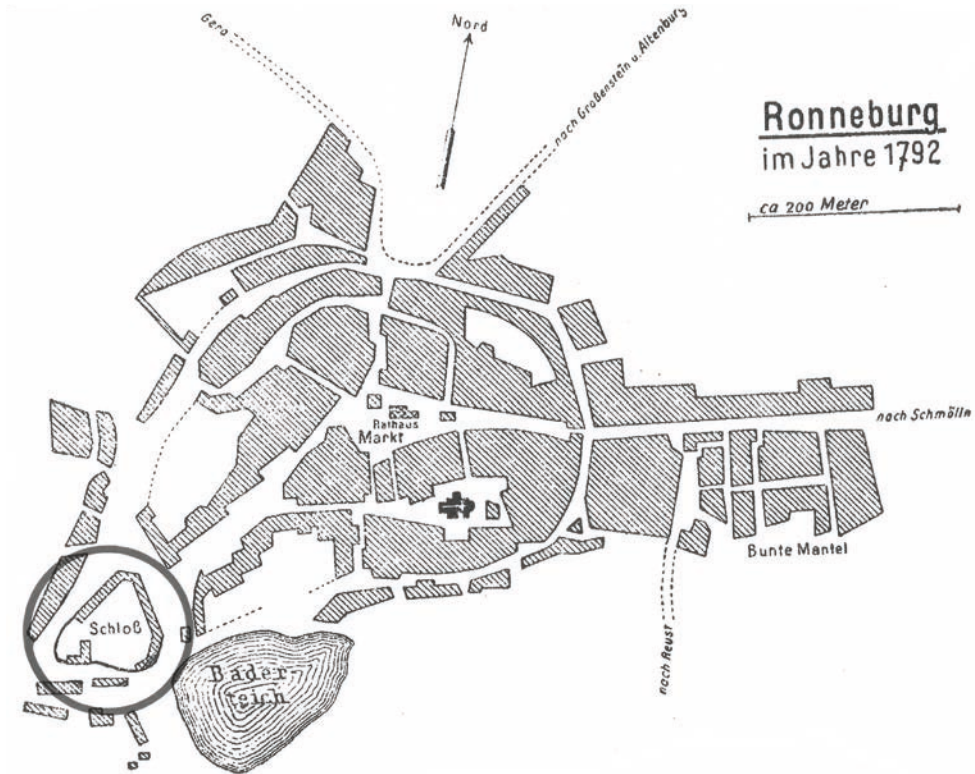 Gera
Nord
nach Großenstein u. Altenburg
Ronneburg
im Jahre 1792
ca 200 Meter
Rathaus
Markt
nach Schmölln
Bunte Mantel
Schloß
nach Reust
Bader-
teich